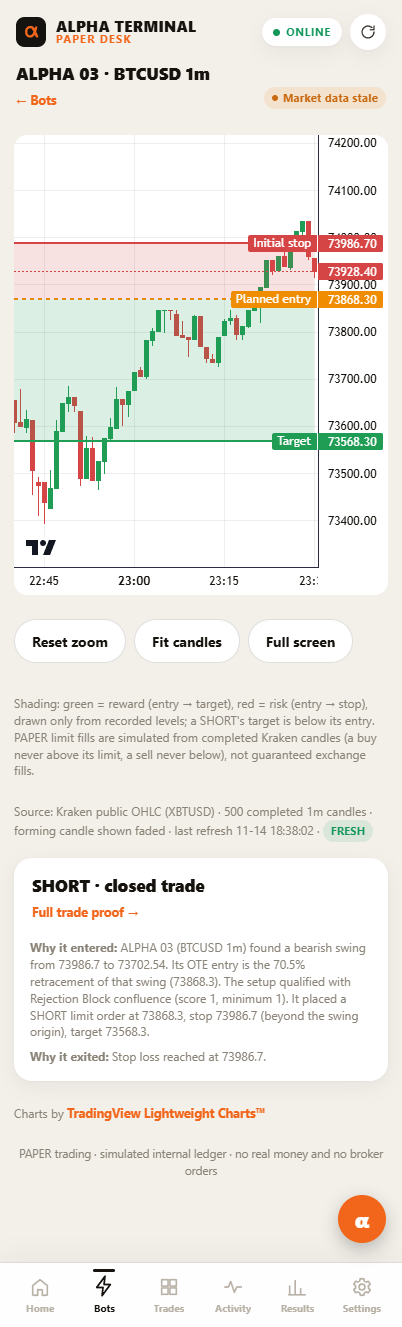 α
ALPHA TERMINAL
PAPER DESK
ONLINE
ALPHA 03 · BTCUSD 1m
← Bots
Market data stale
74200.00
74100.00
Initial stop 73986.70
73928.40
73900.00
Planned entry 73868.30
73800.00
73700.00
73600.00
Target 73568.30
73500.00
73400.00
22:45 23:00 23:15
Reset zoom
Fit candles
Full screen
Shading: green = reward (entry → target), red = risk (entry → stop),
drawn only from recorded levels; a SHORT's target is below its entry.
PAPER limit fills are simulated from completed Kraken candles (a buy
never above its limit, a sell never below), not guaranteed exchange
fills.
Source: Kraken public OHLC (XBTUSD) · 500 completed 1m candles ·
forming candle shown faded · last refresh 11-14 18:38:02 · FRESH
SHORT · closed trade
Full trade proof →
Why it entered: ALPHA 03 (BTCUSD 1m) found a bearish swing
from 73986.7 to 73702.54. Its OTE entry is the 70.5%
retracement of that swing (73868.3). The setup qualified with
Rejection Block confluence (score 1, minimum 1). It placed a
SHORT limit order at 73868.3, stop 73986.7 (beyond the swing
origin), target 73568.3.
Why it exited: Stop loss reached at 73986.7.
Charts by TradingView Lightweight Charts™
PAPER trading · simulated internal ledger · no real money and no broker
orders
α
Home
Bots
Trades
Activity
Results
Settings